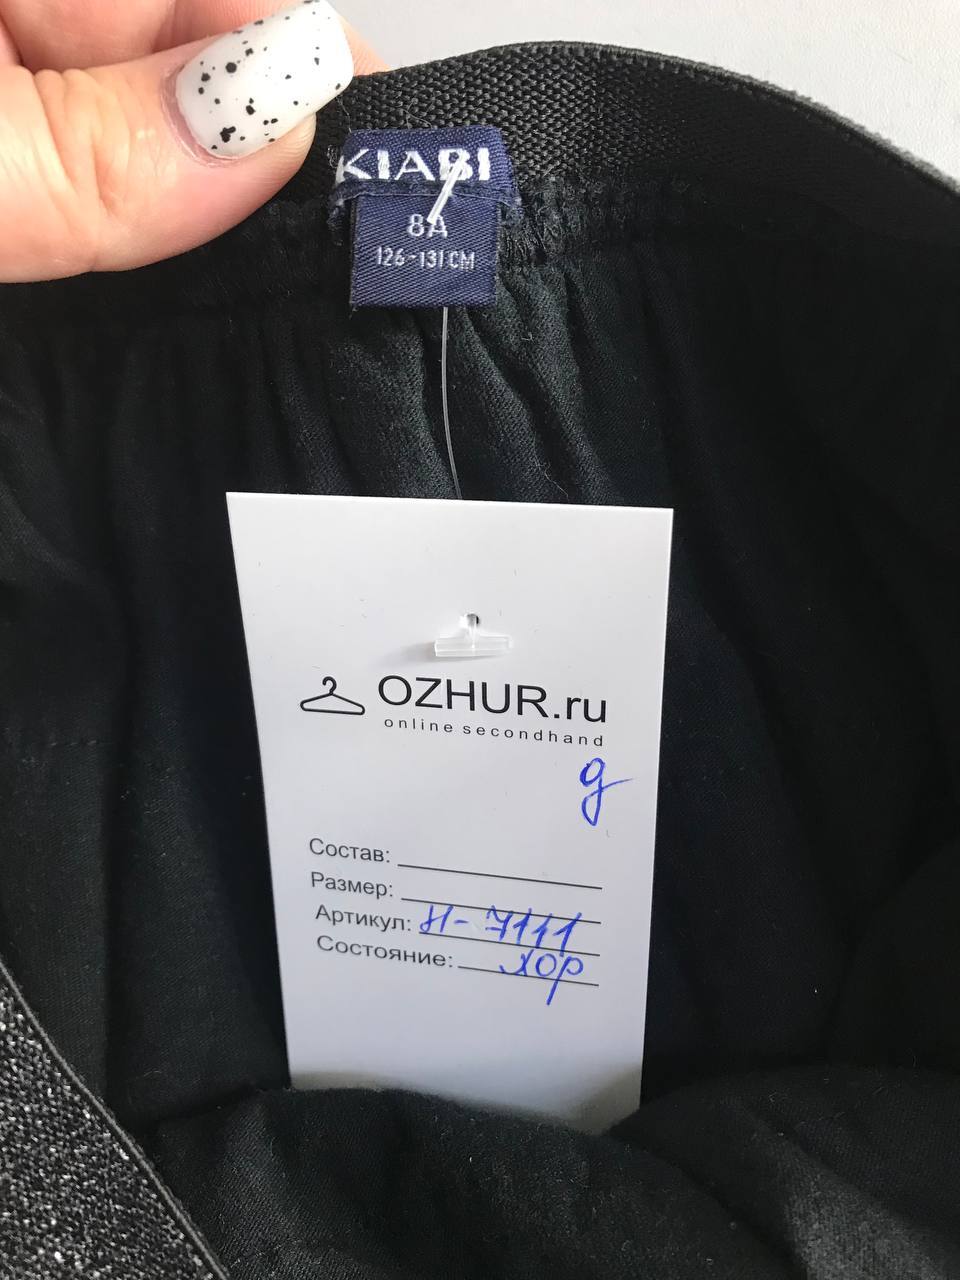 KIABI
8A
126-131 CM
OZHUR.ru
online secondhand
g
Состав:
Размер:
Артикул: Н-7111
Состояние: хор